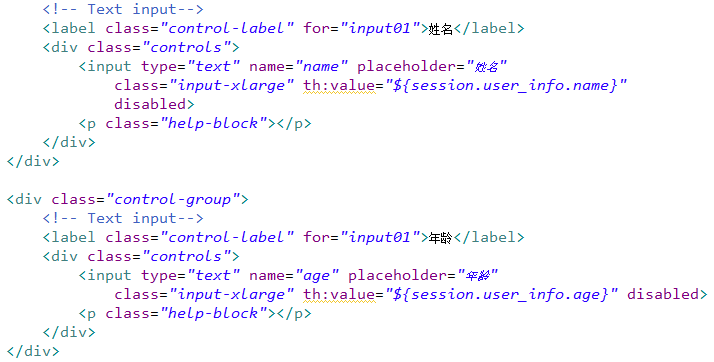 <!-- Text input-->
<label class="control-label" for="input01">姓名</label>
<div class="controls">
<input type="text" name="name" placeholder="姓名"
class="input-xlarge" th:value="${session.user_info.name}"
disabled>
<p class="help-block"></p>
</div>
</div>
<div class="control-group">
<!-- Text input-->
<label class="control-label" for="input01">年龄</label>
<div class="controls">
<input type="text" name="age" placeholder="年龄"
class="input-xlarge" th:value="${session.user_info.age}" disabled>
<p class="help-block"></p>
</div>
</div>